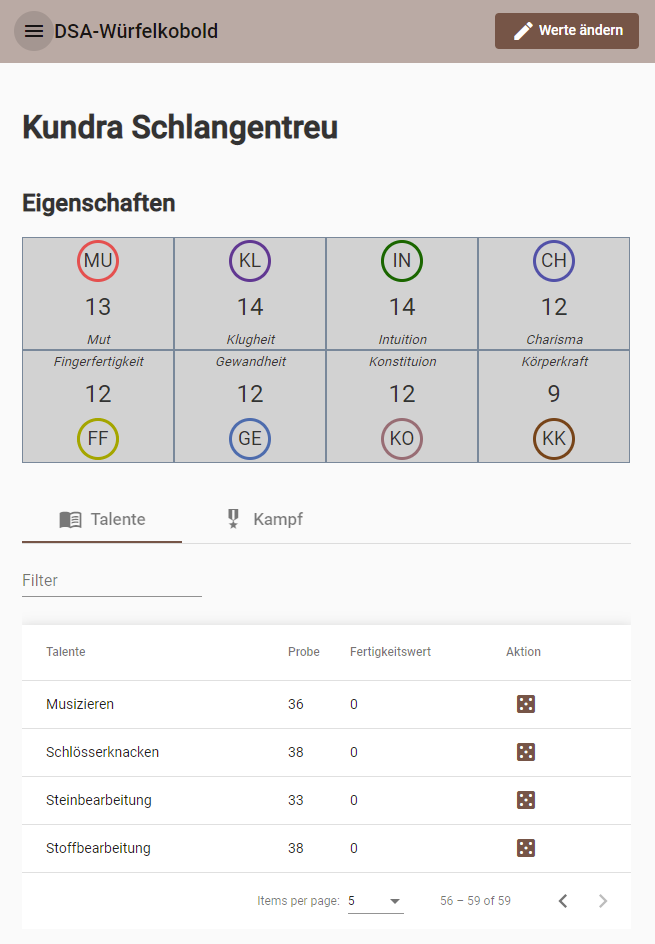 DSA-Würfelkobold
Werte ändern
Kundra Schlangentreu
Eigenschaften
MU KL IN CH
13 14 14 12
Mut Klugheit Intuition Charisma
Fingerfertigkeit Gewandheit Konstituion Körperkraft
12 12 12 9
FF GE KO KK
Talente Kampf
Filter
Talente Probe Fertigkeitswert Aktion
Musizieren 36 0
Schlösserknacken 38 0
Steinbearbeitung 33 0
Stoffbearbeitung 38 0
Items per page: 5 56 – 59 of 59